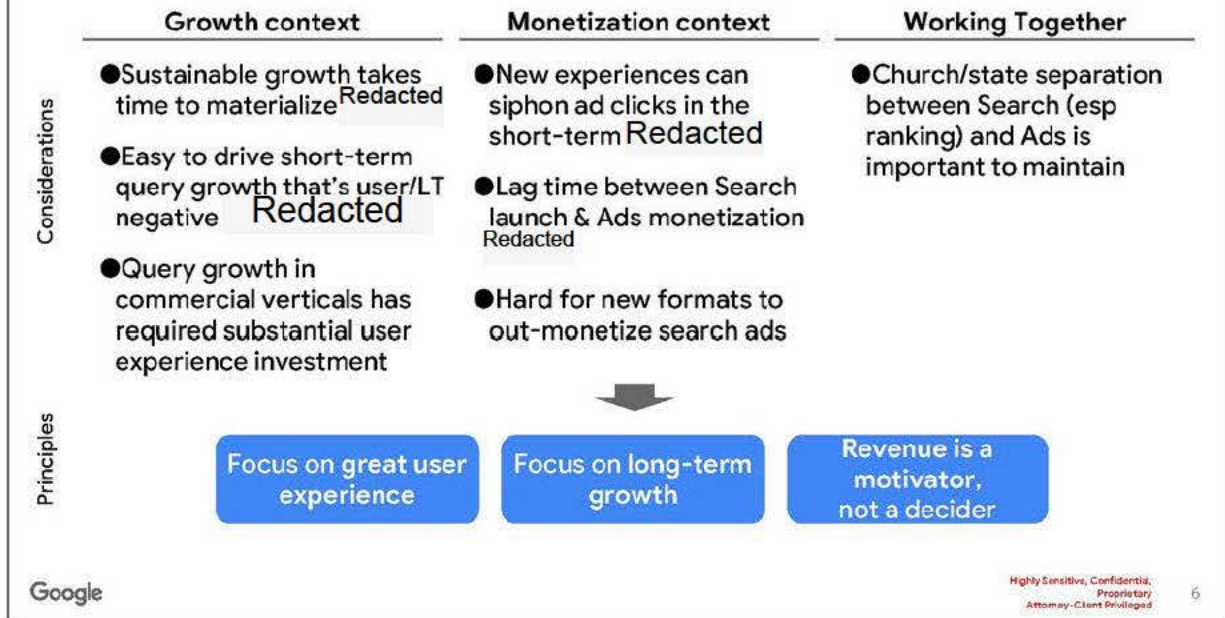 Growth context
Monetization context
Working Together
Considerations
●Sustainable growth takes
time to materialize Redacted
●Easy to drive short-term
query growth that's user/LT
negative Redacted
●Query growth in
commercial verticals has
required substantial user
experience investment
●New experiences can
siphon ad clicks in the
short-term Redacted
●Lag time between Search
launch & Ads monetization
Redacted
●Hard for new formats to
out-monetize search ads
●Church/state separation
between Search (esp
ranking) and Ads is
important to maintain
Principles
Focus on great user
experience
Focus on long-term
growth
Revenue is a
motivator,
not a decider
Google
Highly Sensitive, Confidential,
Proprietary
Attorney-Client Privileged
6